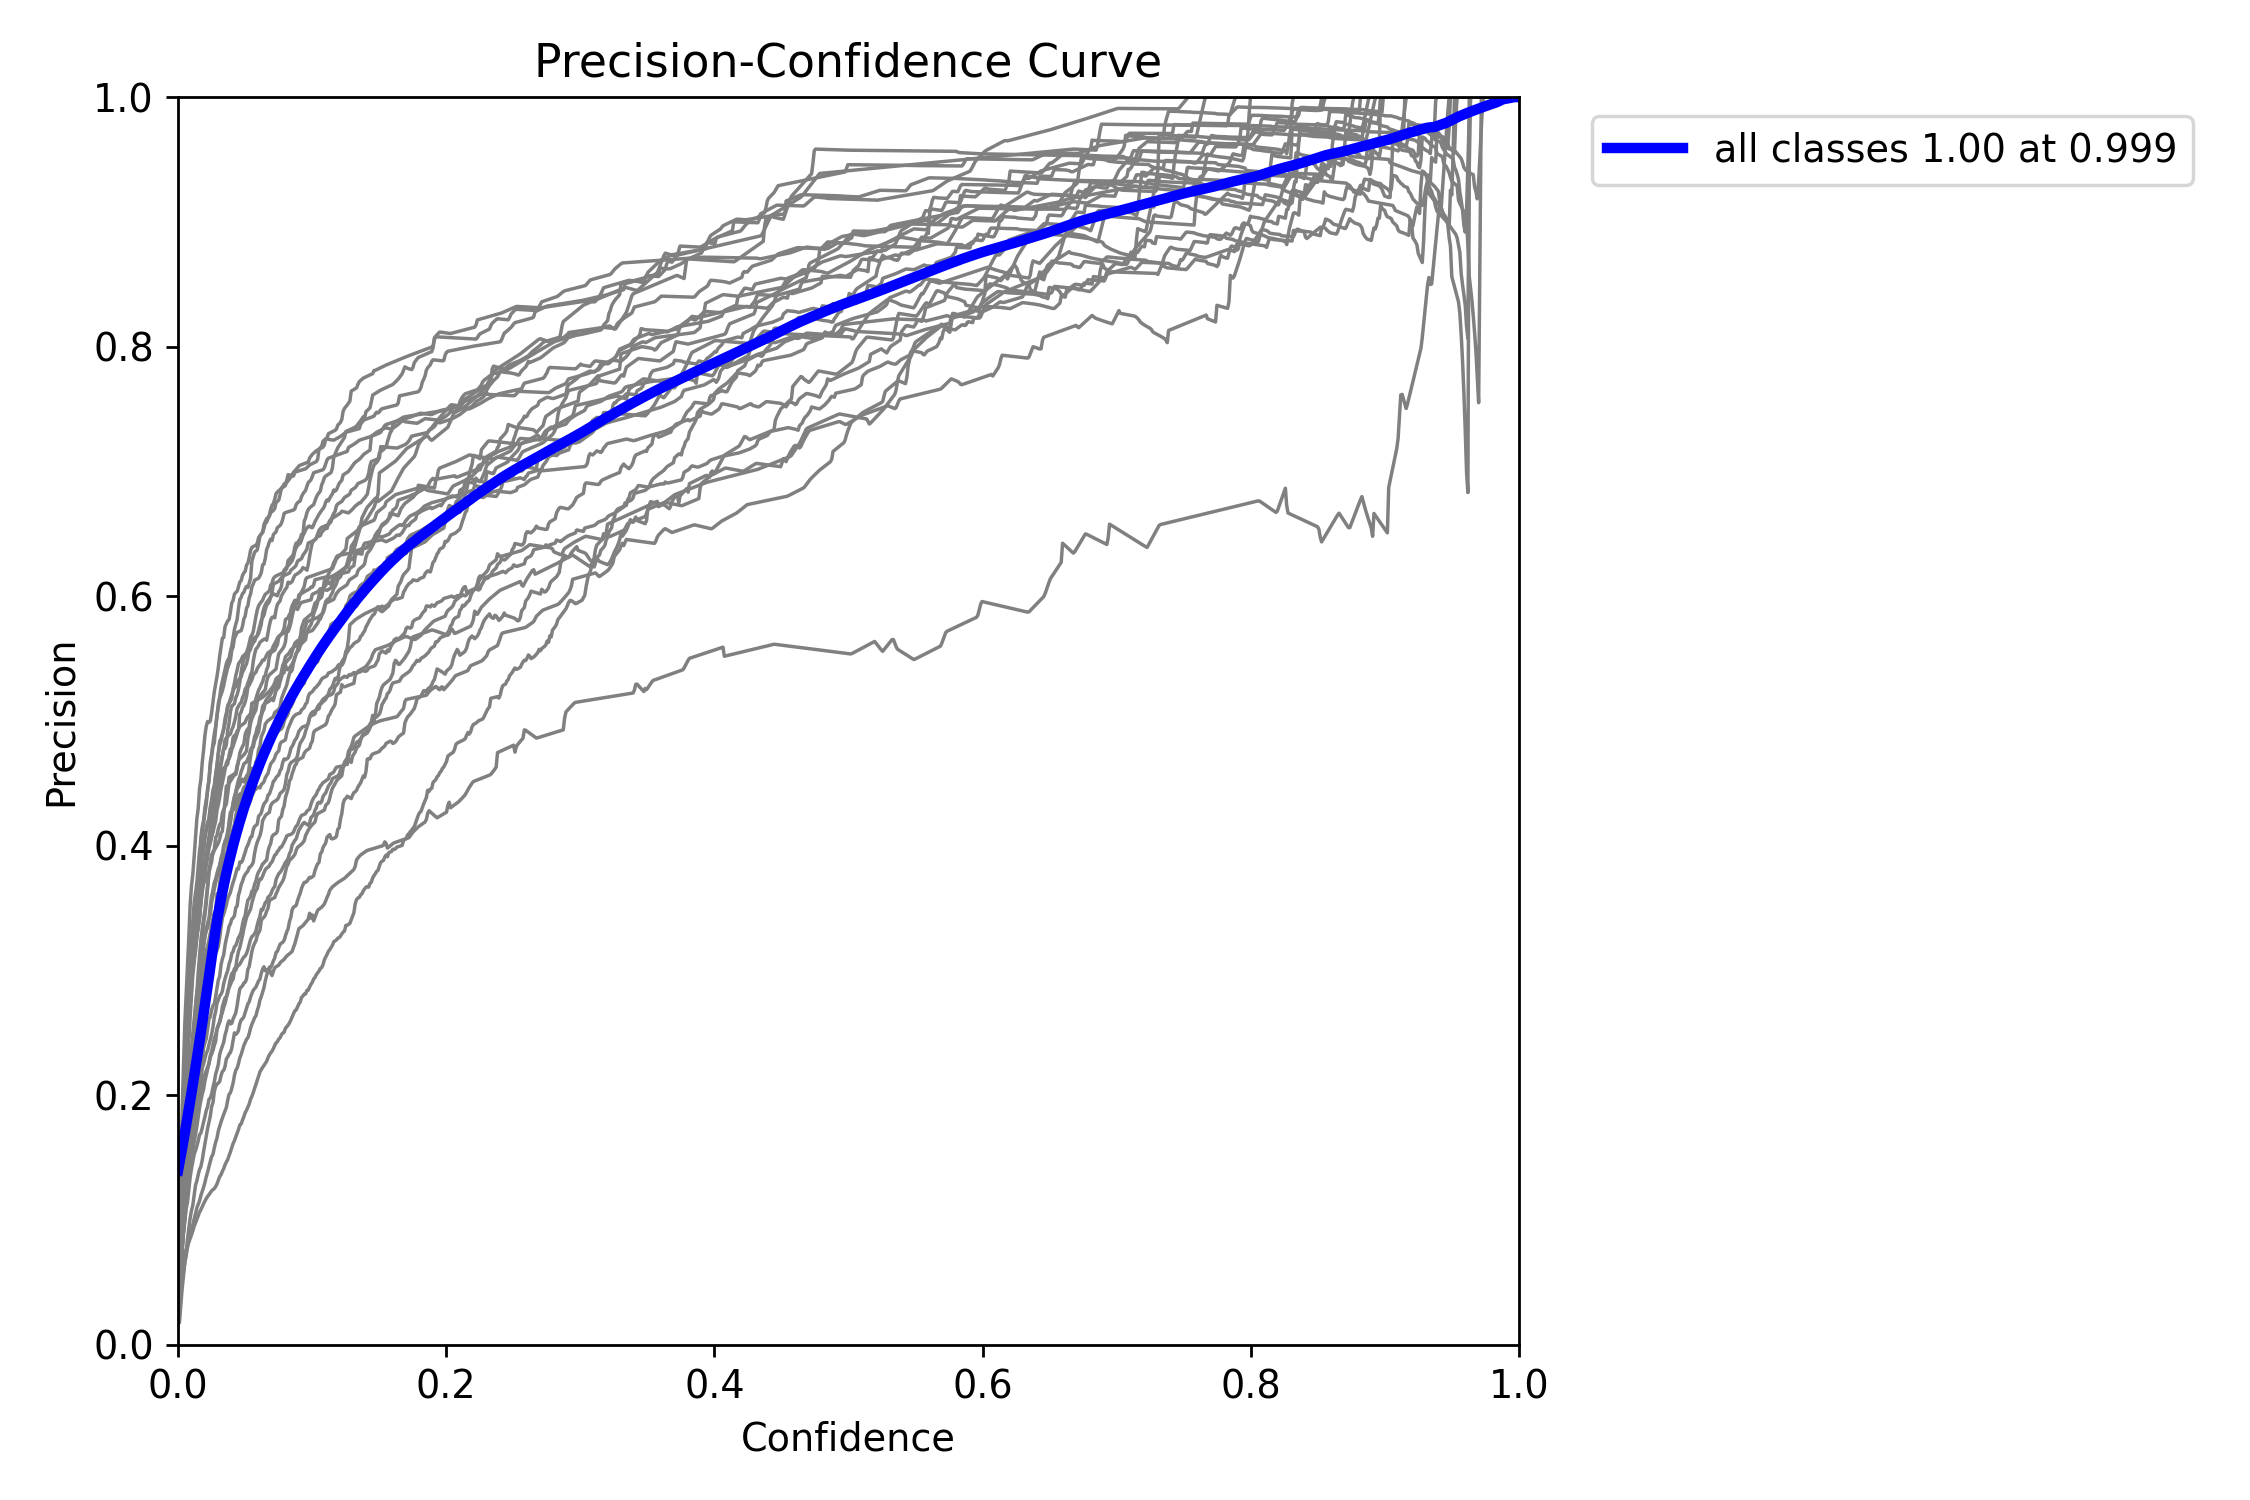 Precision-Confidence Curve
1.0
0.8
0.6
0.4
0.2
0.0
Precision
0.0 0.2 0.4 0.6 0.8 1.0
Confidence
all classes 1.00 at 0.999